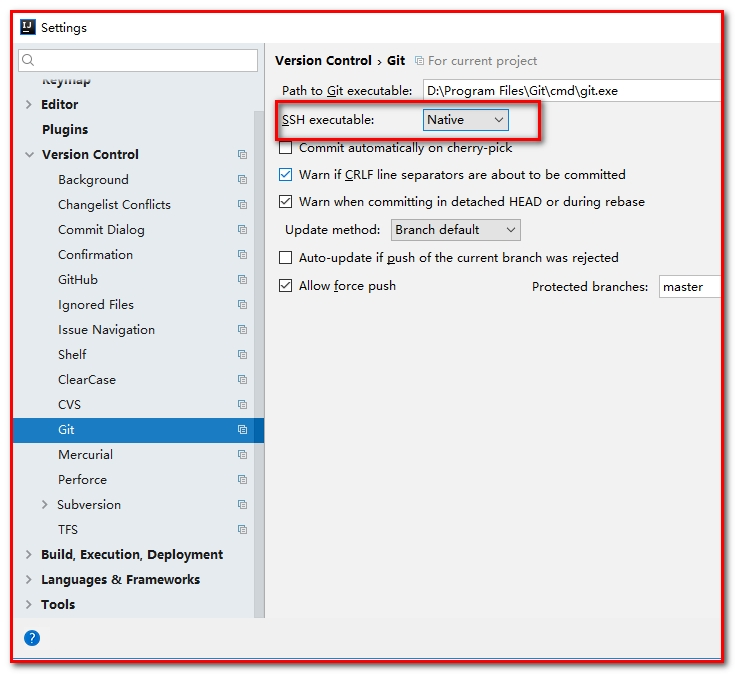 IJ Settings
Keymap
Editor
Plugins
Version Control
Background
Changelist Conflicts
Commit Dialog
Confirmation
GitHub
Ignored Files
Issue Navigation
Shelf
ClearCase
CVS
Git
Mercurial
Perforce
Subversion
TFS
Build, Execution, Deployment
Languages & Frameworks
Tools
?
Version Control › Git For current project
Path to Git executable: D:\Program Files\Git\cmd\git.exe
SSH executable: Native
Commit automatically on cherry-pick
Warn if CRLF line separators are about to be committed
Warn when committing in detached HEAD or during rebase
Update method: Branch default
Auto-update if push of the current branch was rejected
Allow force push Protected branches: master